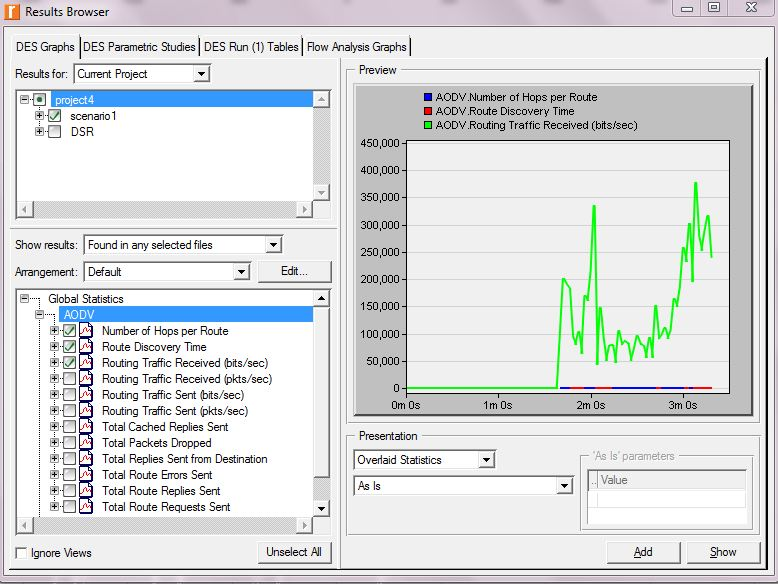 Results Browser
DES Graphs DES Parametric Studies DES Run (1) Tables Flow Analysis Graphs
Results for: Current Project
project4
scenario1
DSR
Show results: Found in any selected files
Arrangement: Default Edit...
Global Statistics
AODV
Number of Hops per Route
Route Discovery Time
Routing Traffic Received (bits/sec)
Routing Traffic Received (pkts/sec)
Routing Traffic Sent (bits/sec)
Routing Traffic Sent (pkts/sec)
Total Cached Replies Sent
Total Packets Dropped
Total Replies Sent from Destination
Total Route Errors Sent
Total Route Replies Sent
Total Route Requests Sent
Ignore Views Unselect All
Preview
AODV.Number of Hops per Route
AODV.Route Discovery Time
AODV.Routing Traffic Received (bits/sec)
450,000
400,000
350,000
300,000
250,000
200,000
150,000
100,000
50,000
0
0m 0s 1m 0s 2m 0s 3m 0s
Presentation
Overlaid Statistics
As Is
'As Is' parameters
... Value
Add Show